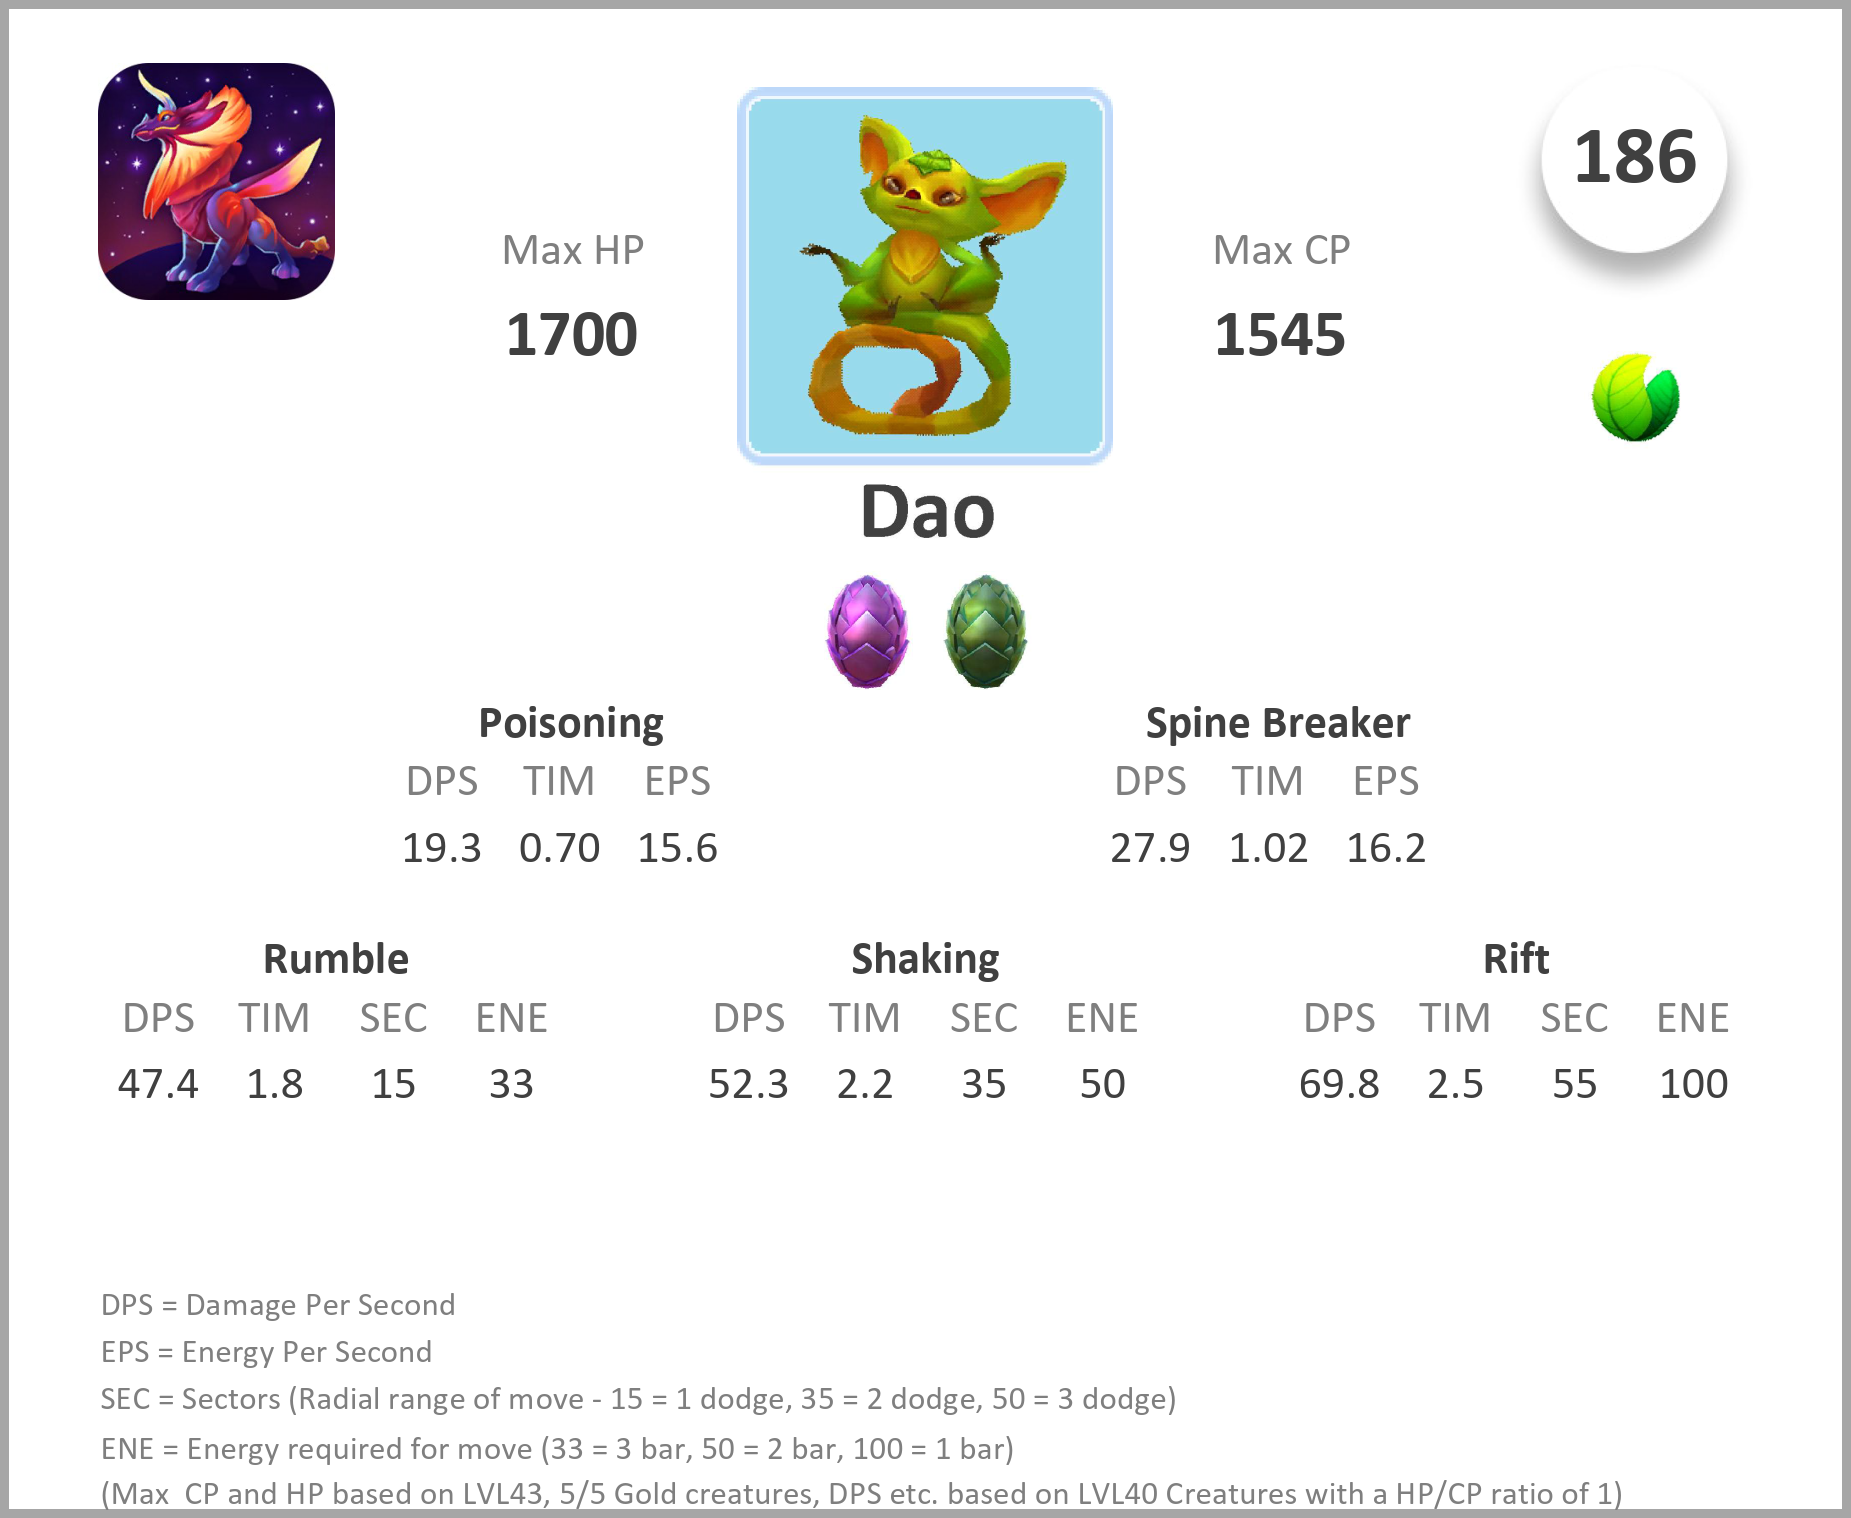 186
Max HP
Max CP
1700
1545
Dao
Poisoning
Spine Breaker
DPS TIM EPS
DPS TIM EPS
19.3 0.70 15.6
27.9 1.02 16.2
Rumble
Shaking
Rift
DPS TIM SEC ENE
DPS TIM SEC ENE
DPS TIM SEC ENE
47.4 1.8 15 33
52.3 2.2 35 50
69.8 2.5 55 100
DPS = Damage Per Second
EPS = Energy Per Second
SEC = Sectors (Radial range of move - 15 = 1 dodge, 35 = 2 dodge, 50 = 3 dodge)
ENE = Energy required for move (33 = 3 bar, 50 = 2 bar, 100 = 1 bar)
(Max  CP and HP based on LVL43, 5/5 Gold creatures, DPS etc. based on LVL40 Creatures with a HP/CP ratio of 1)